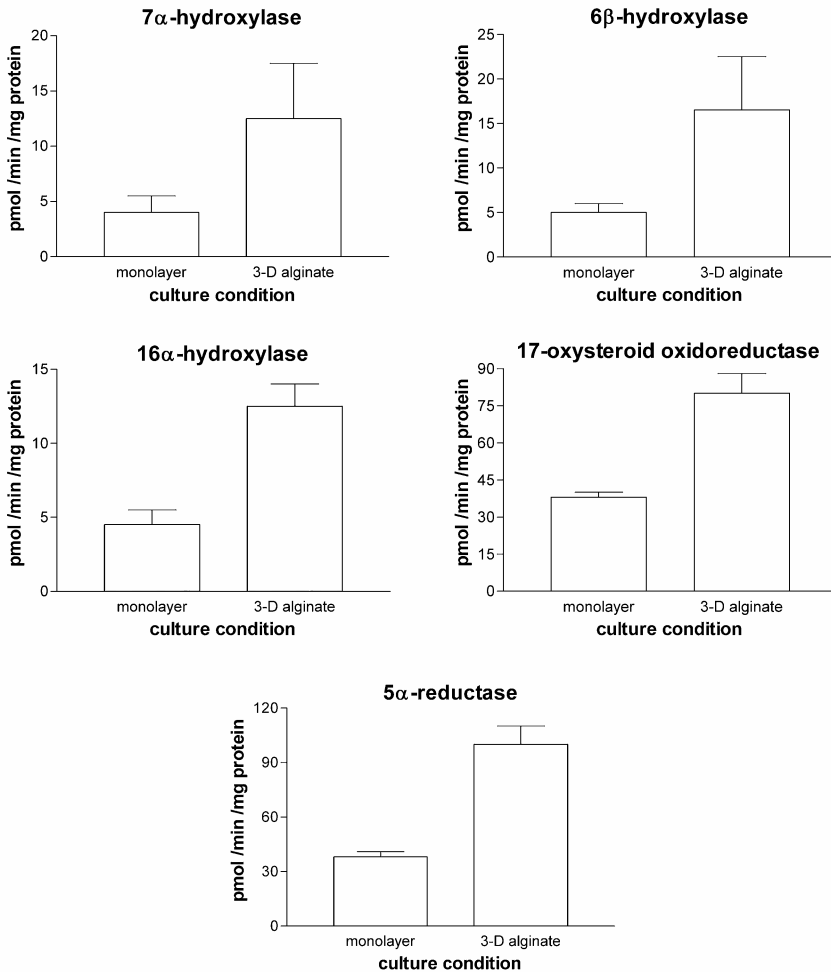 7α-hydroxylase
pmol /min /mg protein
20
15
10
5
0
monolayer 3-D alginate
culture condition
6β-hydroxylase
pmol /min /mg protein
25
20
15
10
5
0
monolayer 3-D alginate
culture condition
16α-hydroxylase
pmol /min /mg protein
15
10
5
0
monolayer 3-D alginate
culture condition
17-oxysteroid oxidoreductase
pmol /min /mg protein
90
75
60
45
30
15
0
monolayer 3-D alginate
culture condition
5α-reductase
pmol /min /mg protein
120
90
60
30
0
monolayer 3-D alginate
culture condition